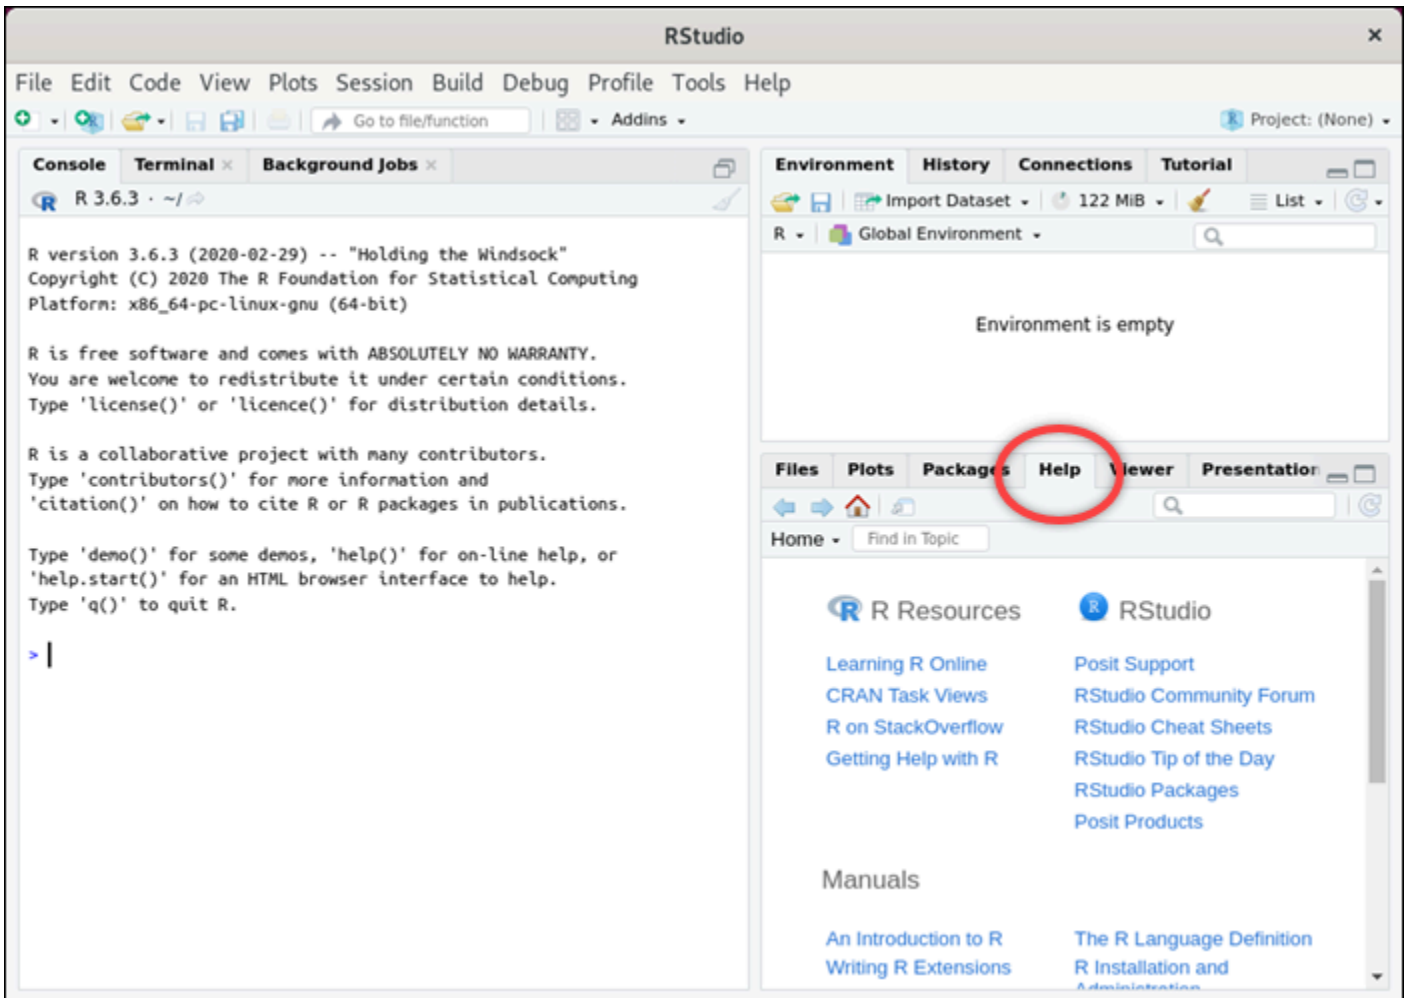 RStudio
File Edit Code View Plots Session Build Debug Profile Tools Help
Go to file/function Addins Project: (None)
Console Terminal Background Jobs
R 3.6.3 · ~/
R version 3.6.3 (2020-02-29) -- "Holding the Windsock"
Copyright (C) 2020 The R Foundation for Statistical Computing
Platform: x86_64-pc-linux-gnu (64-bit)
R is free software and comes with ABSOLUTELY NO WARRANTY.
You are welcome to redistribute it under certain conditions.
Type 'license()' or 'licence()' for distribution details.
R is a collaborative project with many contributors.
Type 'contributors()' for more information and
'citation()' on how to cite R or R packages in publications.
Type 'demo()' for some demos, 'help()' for on-line help, or
'help.start()' for an HTML browser interface to help.
Type 'q()' to quit R.
>
Environment History Connections Tutorial
Import Dataset 122 MiB List
R Global Environment
Environment is empty
Files Plots Packages Help Viewer Presentation
Home Find in Topic
R Resources
Learning R Online
CRAN Task Views
R on StackOverflow
Getting Help with R
RStudio
Posit Support
RStudio Community Forum
RStudio Cheat Sheets
RStudio Tip of the Day
RStudio Packages
Posit Products
Manuals
An Introduction to R
Writing R Extensions
The R Language Definition
R Installation and
Administration